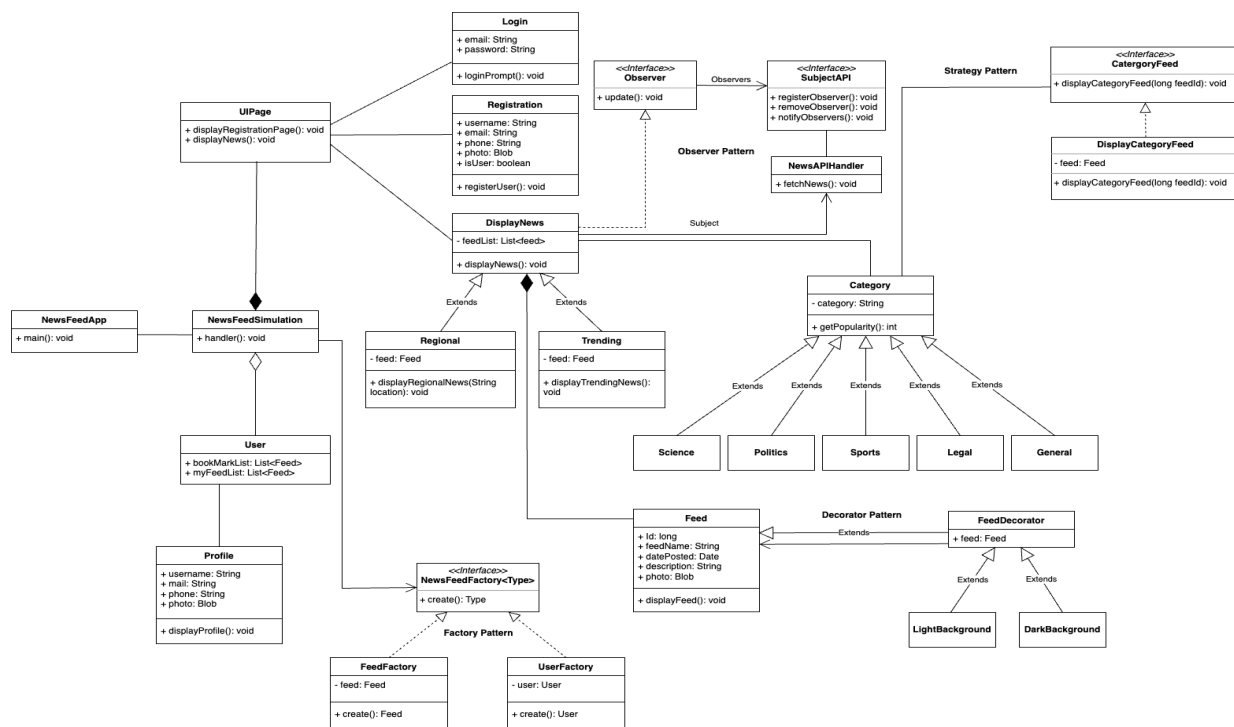 Login
+ email: String
+ password: String
+ loginPrompt(): void
<<Interface>>
Observer
+ update(): void
Observers
<<Interface>>
SubjectAPI
+ registerObserver(): void
+ removeObserver(): void
+ notifyObservers(): void
Strategy Pattern
<<Interface>>
CatergoryFeed
+ displayCategoryFeed(long feedId): void
UIPage
+ displayRegistrationPage(): void
+ displayNews(): void
Registration
+ username: String
+ email: String
+ phone: String
+ photo: Blob
+ isUser: boolean
+ registerUser(): void
Observer Pattern
NewsAPIHandler
+ fetchNews(): void
DisplayCategoryFeed
- feed: Feed
+ displayCategoryFeed(long feedId): void
DisplayNews
- feedList: List<feed>
+ displayNews(): void
Subject
Extends
Extends
Category
- category: String
+ getPopularity(): int
NewsFeedApp
+ main(): void
NewsFeedSimulation
+ handler(): void
Regional
- feed: Feed
+ displayRegionalNews(String
location): void
Trending
- feed: Feed
+ displayTrendingNews():
void
Extends
Extends
Extends
Extends
Extends
Science
Politics
Sports
Legal
General
User
+ bookMarkList: List<Feed>
+ myFeedList: List<Feed>
Profile
+ username: String
+ mail: String
+ phone: String
+ photo: Blob
+ displayProfile(): void
Feed
+ Id: long
+ feedName: String
+ datePosted: Date
+ description: String
+ photo: Blob
+ displayFeed(): void
Decorator Pattern
Extends
FeedDecorator
+ feed: Feed
Extends
Extends
LightBackground
DarkBackground
<<Interface>>
NewsFeedFactory<Type>
+ create(): Type
Factory Pattern
FeedFactory
- feed: Feed
+ create(): Feed
UserFactory
- user: User
+ create(): User